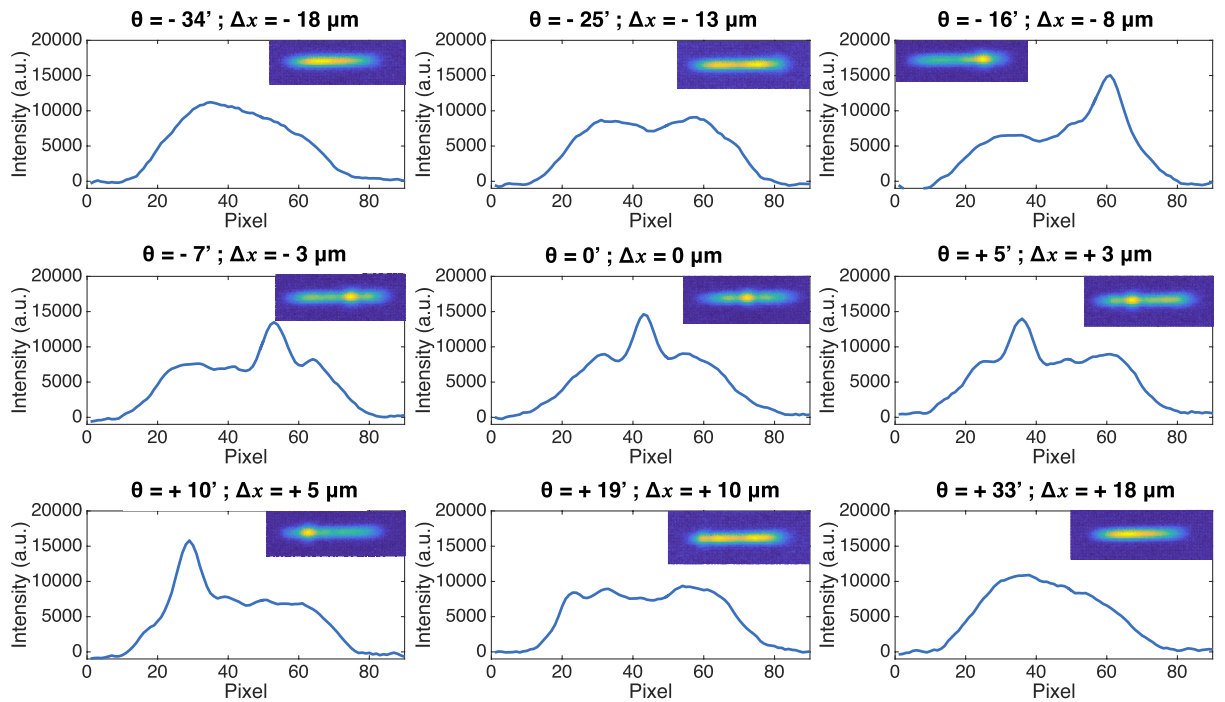 θ = - 34’ ; Δx = - 18 µm
θ = - 25’ ; Δx = - 13 µm
θ = - 16’ ; Δx = - 8 µm
20000
15000
10000
5000
0
Intensity (a.u.)
0 20 40 60 80
Pixel
20000
15000
10000
5000
0
Intensity (a.u.)
0 20 40 60 80
Pixel
20000
15000
10000
5000
0
Intensity (a.u.)
0 20 40 60 80
Pixel
θ = - 7’ ; Δx = - 3 µm
θ = 0’ ; Δx = 0 µm
θ = + 5’ ; Δx = + 3 µm
20000
15000
10000
5000
0
Intensity (a.u.)
0 20 40 60 80
Pixel
20000
15000
10000
5000
0
Intensity (a.u.)
0 20 40 60 80
Pixel
20000
15000
10000
5000
0
Intensity (a.u.)
0 20 40 60 80
Pixel
θ = + 10’ ; Δx = + 5 µm
θ = + 19’ ; Δx = + 10 µm
θ = + 33’ ; Δx = + 18 µm
20000
15000
10000
5000
0
Intensity (a.u.)
0 20 40 60 80
Pixel
20000
15000
10000
5000
0
Intensity (a.u.)
0 20 40 60 80
Pixel
20000
15000
10000
5000
0
Intensity (a.u.)
0 20 40 60 80
Pixel